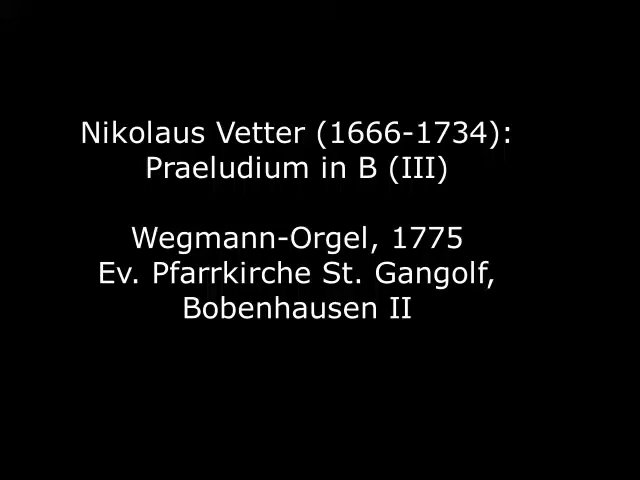 Nikolaus Vetter (1666-1734):
Praeludium in B (III)
Wegmann-Orgel, 1775
Ev. Pfarrkirche St. Gangolf,
Bobenhausen II